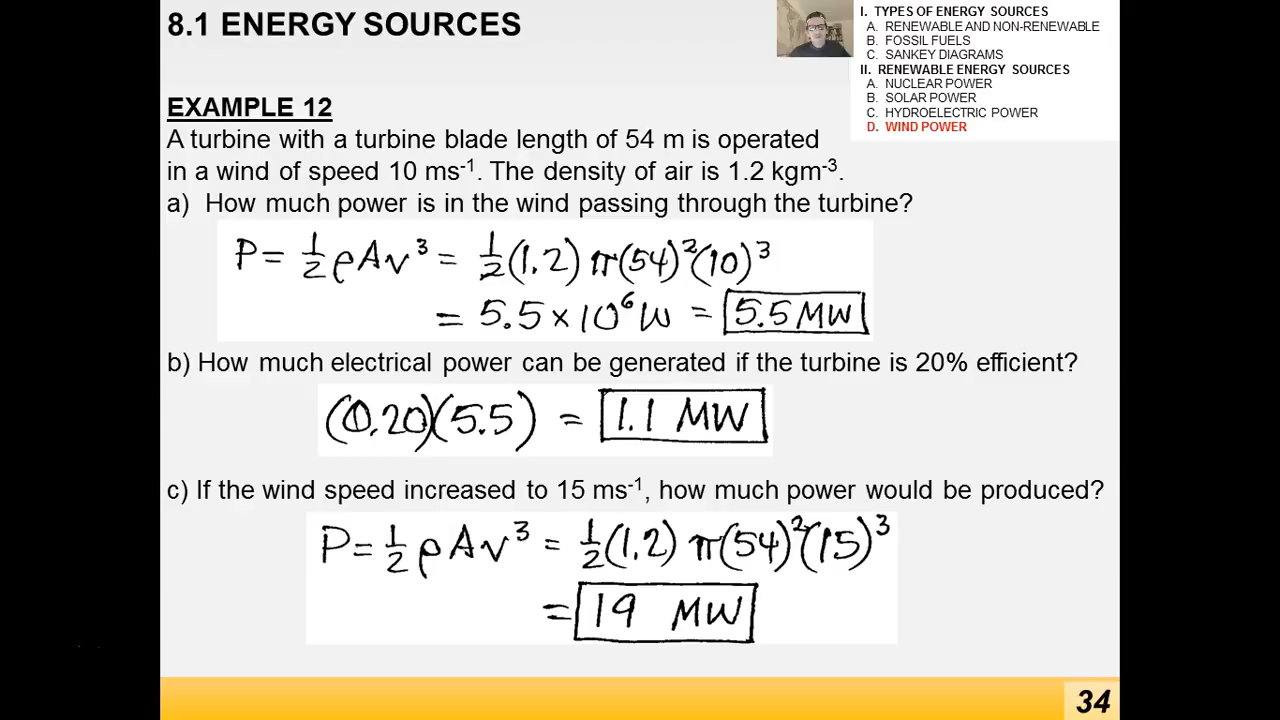 8.1 ENERGY SOURCES
I. TYPES OF ENERGY SOURCES
A. RENEWABLE AND NON-RENEWABLE
B. FOSSIL FUELS
C. SANKEY DIAGRAMS
II. RENEWABLE ENERGY SOURCES
A. NUCLEAR POWER
B. SOLAR POWER
C. HYDROELECTRIC POWER
D. WIND POWER
EXAMPLE 12
A turbine with a turbine blade length of 54 m is operated
in a wind of speed 10 ms⁻¹. The density of air is 1.2 kgm⁻³.
a) How much power is in the wind passing through the turbine?
P = ½ρAv³ = ½(1.2) π(54)²(10)³
= 5.5 × 10⁶ W = 5.5 MW
b) How much electrical power can be generated if the turbine is 20% efficient?
(0.20)(5.5) = 1.1 MW
c) If the wind speed increased to 15 ms⁻¹, how much power would be produced?
P = ½ρAv³ = ½(1.2) π(54)²(15)³
= 19 MW
34